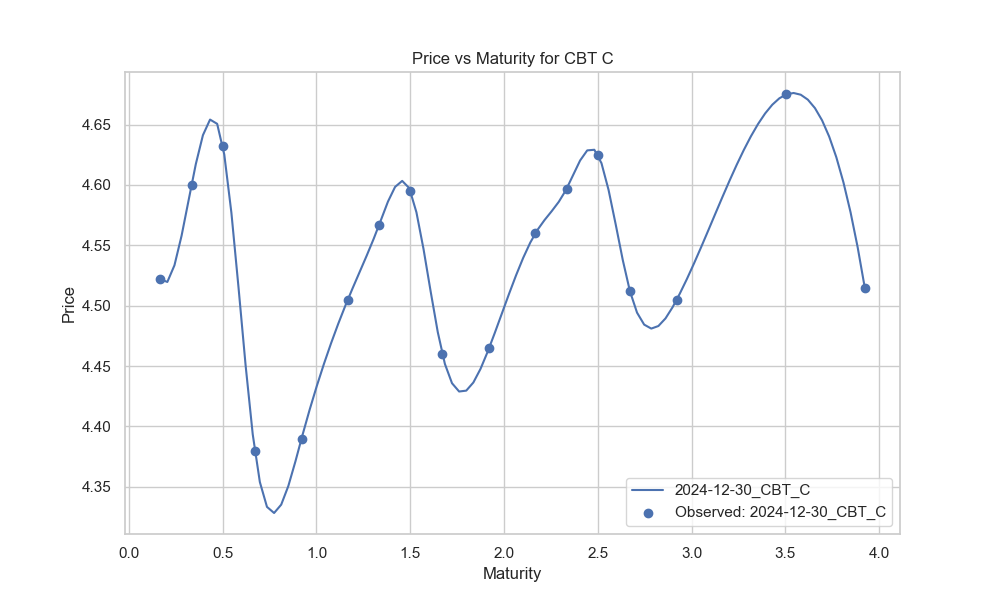 Price vs Maturity for CBT C
Price
4.65
4.60
4.55
4.50
4.45
4.40
4.35
2024-12-30_CBT_C
Observed: 2024-12-30_CBT_C
0.0 0.5 1.0 1.5 2.0 2.5 3.0 3.5 4.0
Maturity